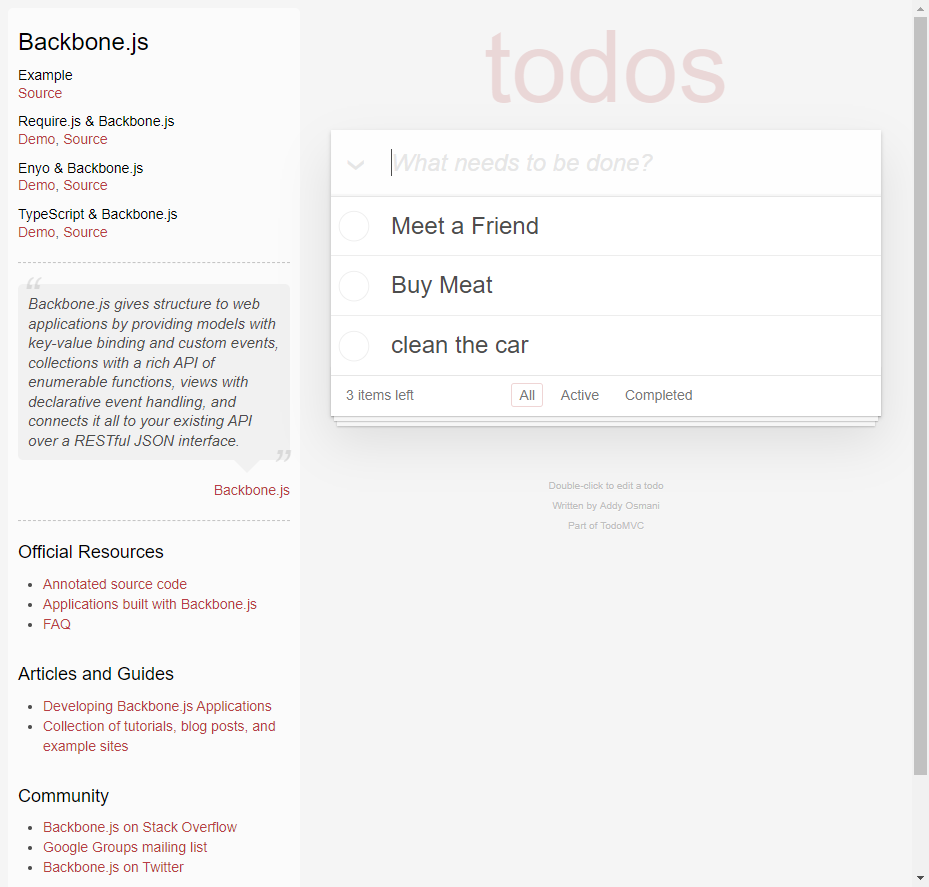 Backbone.js
Example
Source
Require.js & Backbone.js
Demo, Source
Enyo & Backbone.js
Demo, Source
TypeScript & Backbone.js
Demo, Source
“
Backbone.js gives structure to web
applications by providing models with
key-value binding and custom events,
collections with a rich API of
enumerable functions, views with
declarative event handling, and
connects it all to your existing API
over a RESTful JSON interface.
”
Backbone.js
Official Resources
• Annotated source code
• Applications built with Backbone.js
• FAQ
Articles and Guides
• Developing Backbone.js Applications
• Collection of tutorials, blog posts, and
example sites
Community
• Backbone.js on Stack Overflow
• Google Groups mailing list
• Backbone.js on Twitter
todos
What needs to be done?
Meet a Friend
Buy Meat
clean the car
3 items left All Active Completed
Double-click to edit a todo
Written by Addy Osmani
Part of TodoMVC